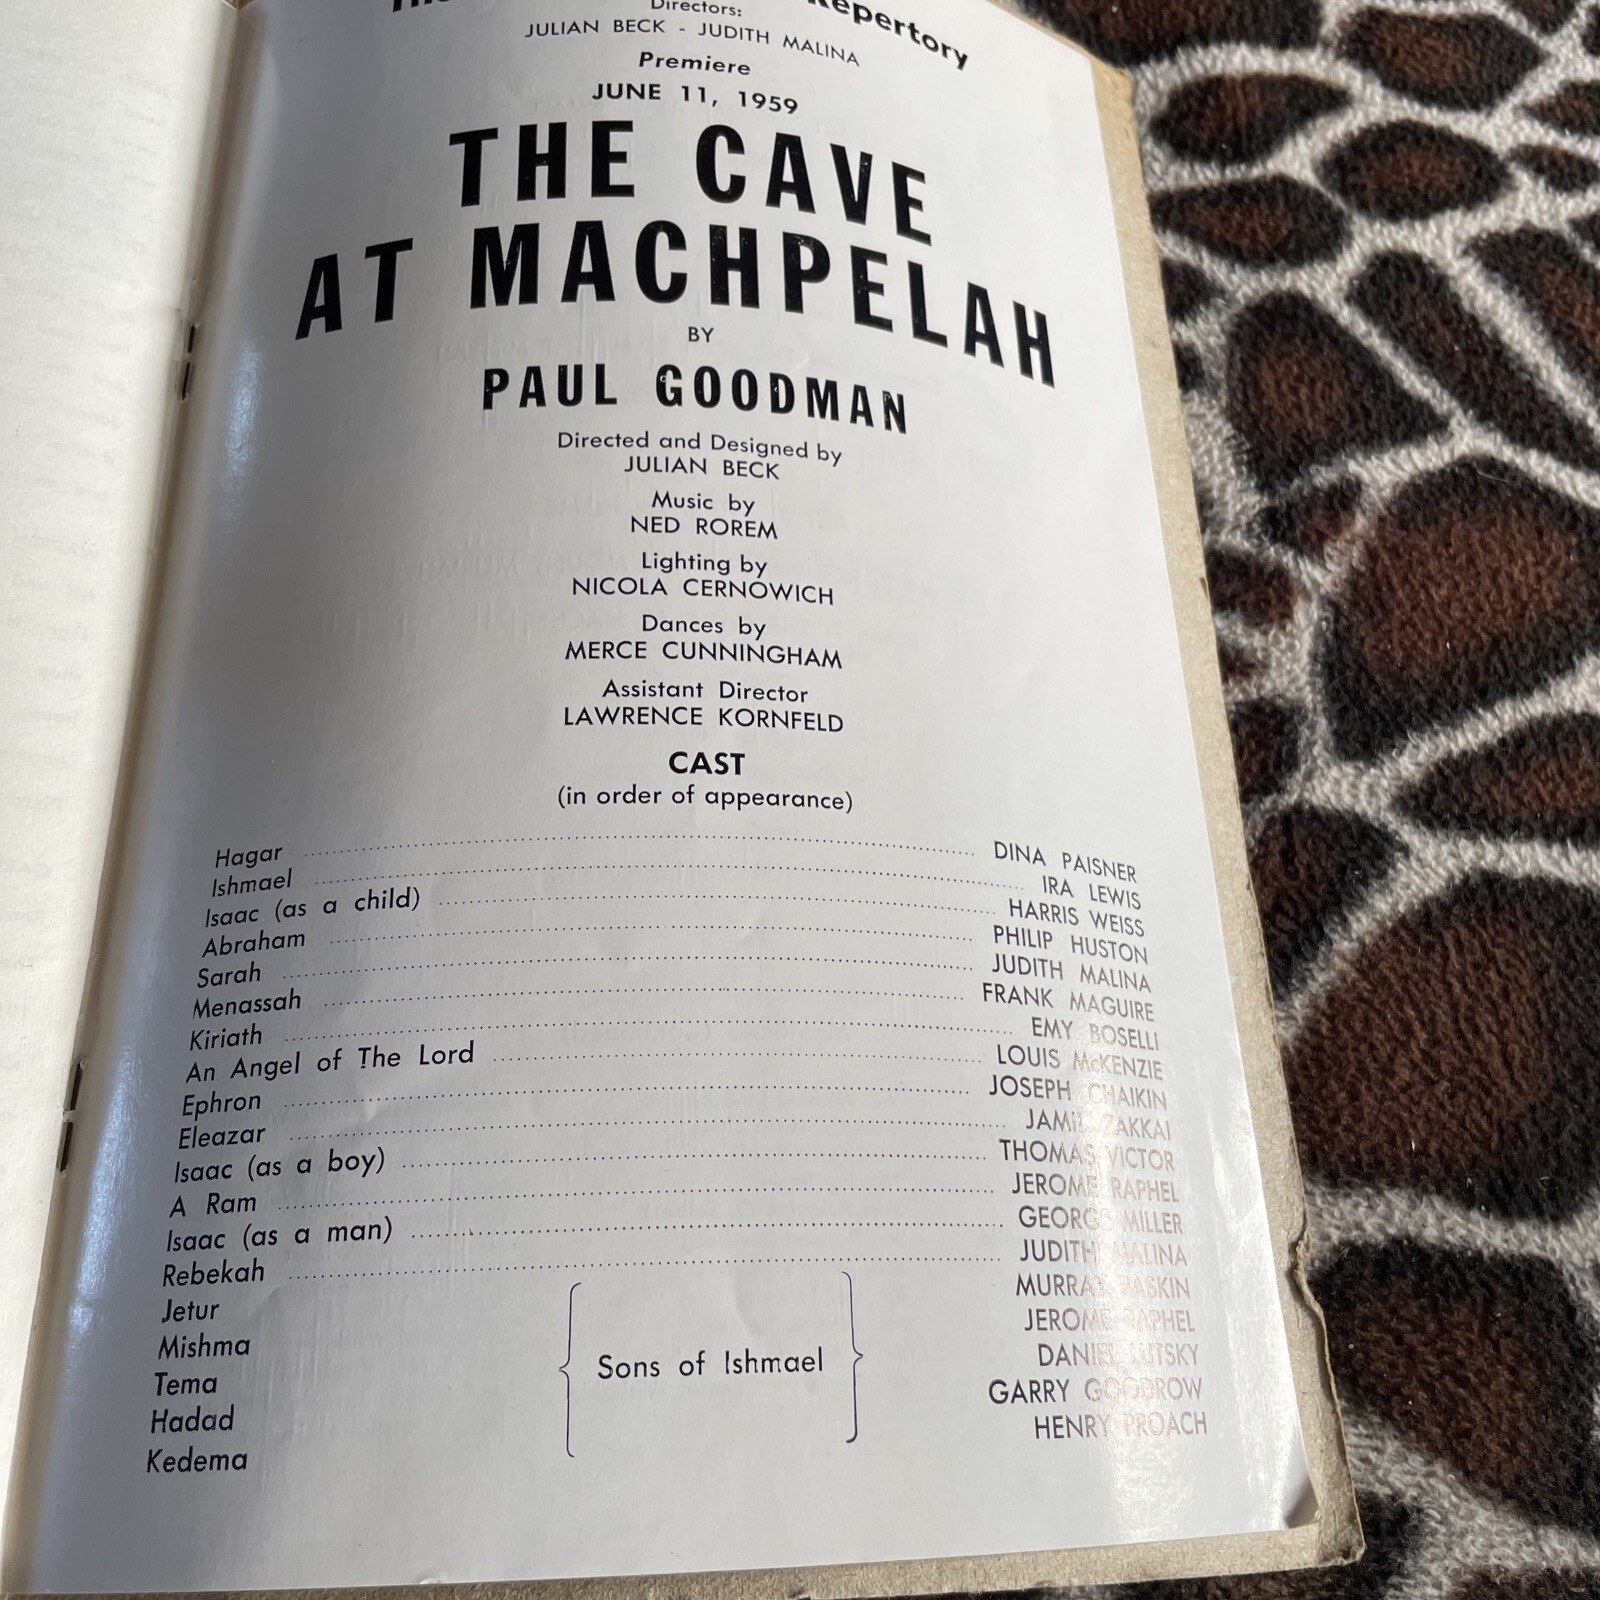 Repertory
Directors:
JULIAN BECK - JUDITH MALINA
Premiere
JUNE 11, 1959
THE CAVE
AT MACHPELAH
BY
PAUL GOODMAN
Directed and Designed by
JULIAN BECK
Music by
NED ROREM
Lighting by
NICOLA CERNOWICH
Dances by
MERCE CUNNINGHAM
Assistant Director
LAWRENCE KORNFELD
CAST
(in order of appearance)
Hagar DINA PAISNER
Ishmael IRA LEWIS
Isaac (as a child) HARRIS WEISS
Abraham PHILIP HUSTON
Sarah JUDITH MALINA
Menassah FRANK MAGUIRE
Kiriath EMY BOSELLI
An Angel of The Lord LOUIS McKENZIE
Ephron JOSEPH CHAIKIN
Eleazar JAMIL ZAKKAI
Isaac (as a boy) THOMAS VICTOR
A Ram JEROME RAPHEL
Isaac (as a man) GEORGE MILLER
Rebekah JUDITH MALINA
Jetur MURRAY PASKIN
Mishma JEROME RAPHEL
Tema Sons of Ishmael DANIEL LUTSKY
Hadad GARRY GOODROW
Kedema HENRY PROACH